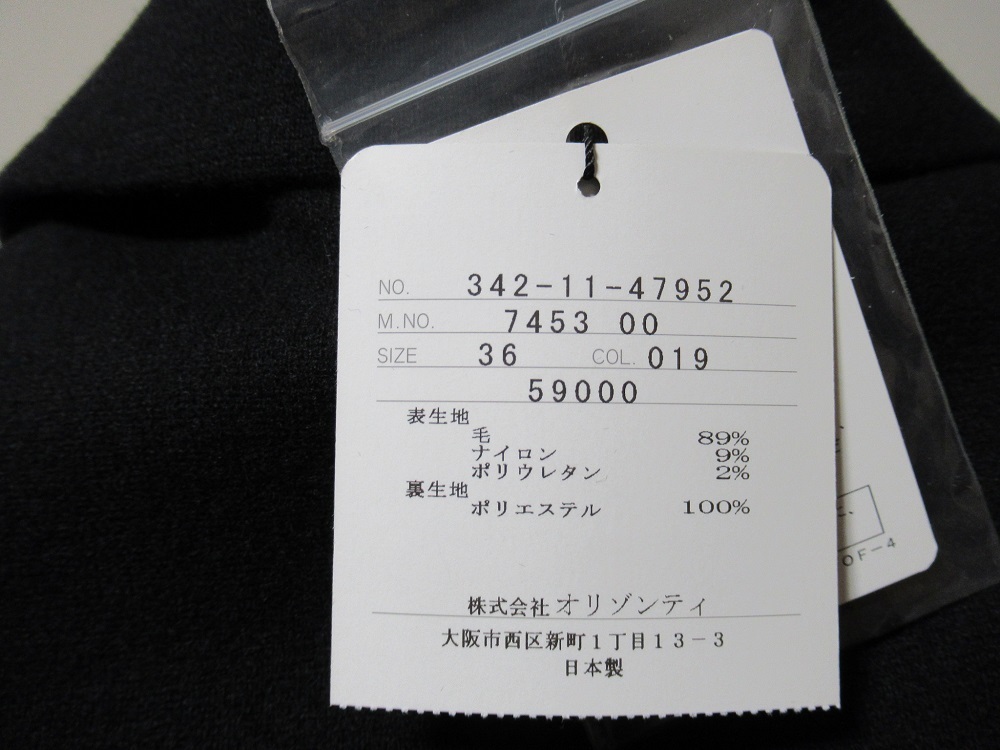 NO. 342-11-47952
M.NO. 7453 00
SIZE 36 COL. 019
59000
表生地
毛 89%
ナイロン 9%
ポリウレタン 2%
裏生地
ポリエステル 100%
株式会社オリゾンティ
大阪市西区新町1丁目13-3
日本製
OF-4